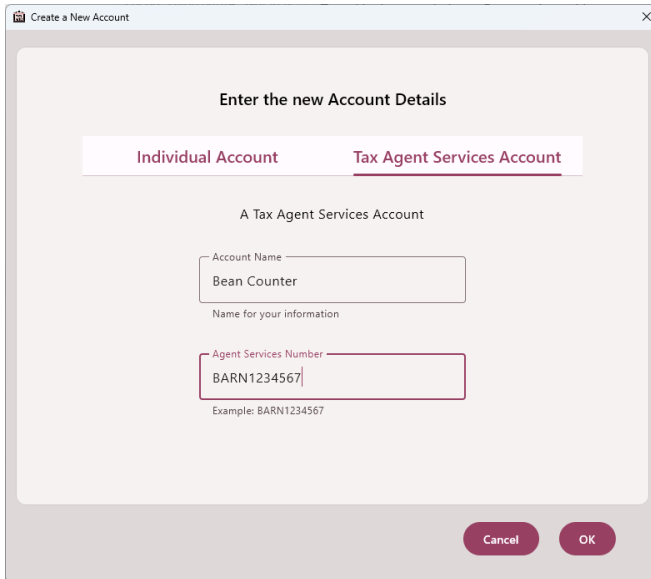 Create a New Account
Enter the new Account Details
Individual Account
Tax Agent Services Account
A Tax Agent Services Account
Account Name
Bean Counter
Name for your information
Agent Services Number
BARN1234567
Example: BARN1234567
Cancel
OK